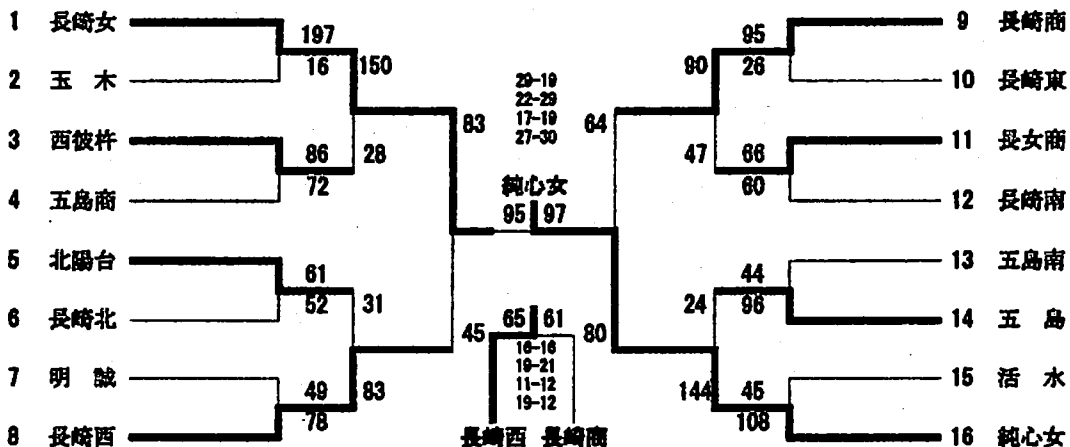 1 長崎女
2 玉 木
3 西彼杵
4 五島商
5 北陽台
6 長崎北
7 明 誠
8 長崎西
197
16
86
72
61
52
49
78
150
28
31
83
83
45
29-19
22-29
17-19
27-30
純心女
95 97
65 61
16-16
19-21
11-12
19-12
長崎西 長崎商
64
80
90
47
24
144
95
26
66
60
44
96
45
108
9 長崎商
10 長崎東
11 長女商
12 長崎南
13 五島南
14 五 島
15 活 水
16 純心女